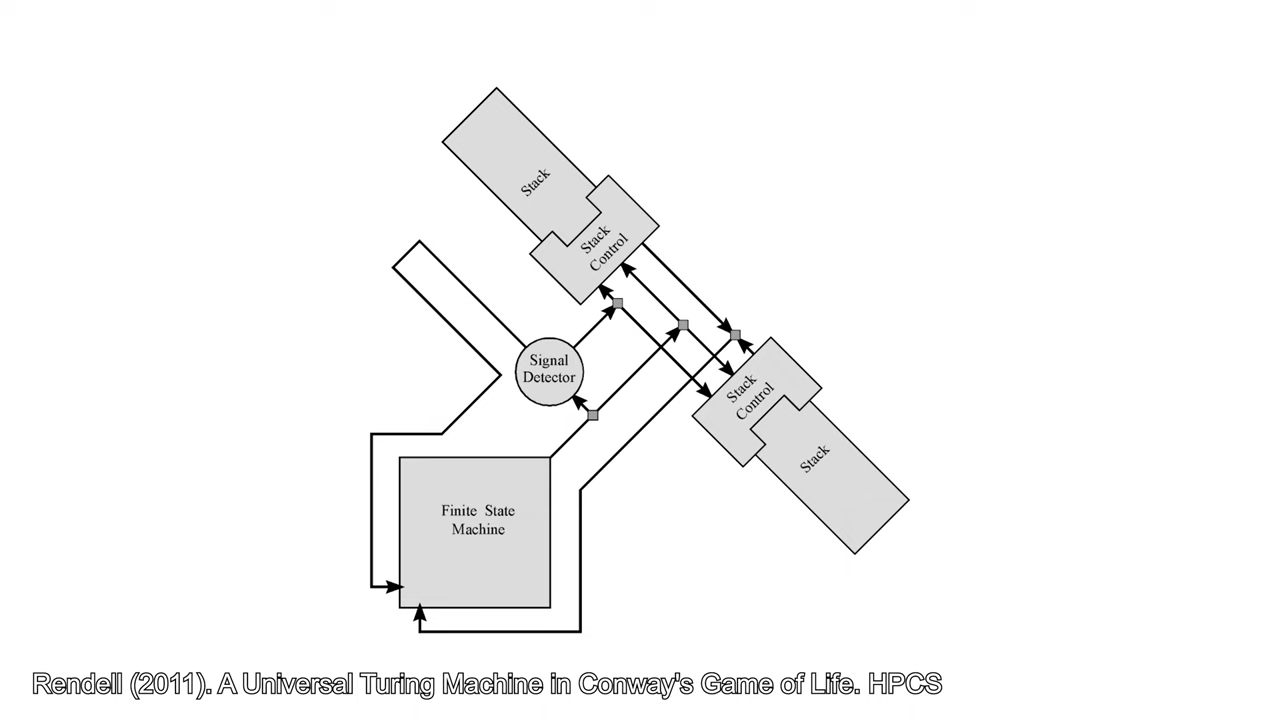 Stack
Stack
Control
Signal
Detector
Stack
Control
Stack
Finite State
Machine
Rendell (2011). A Universal Turing Machine in Conway's Game of Life. HPCS